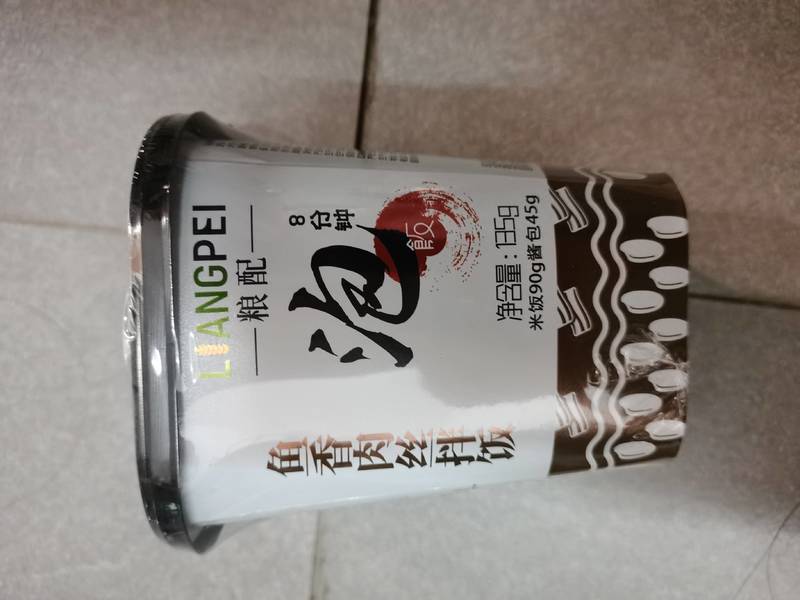 LIANGPEI
粮配
8分钟
泡
飯
鱼香肉丝拌饭
净含量:135g
米饭90g酱包45g